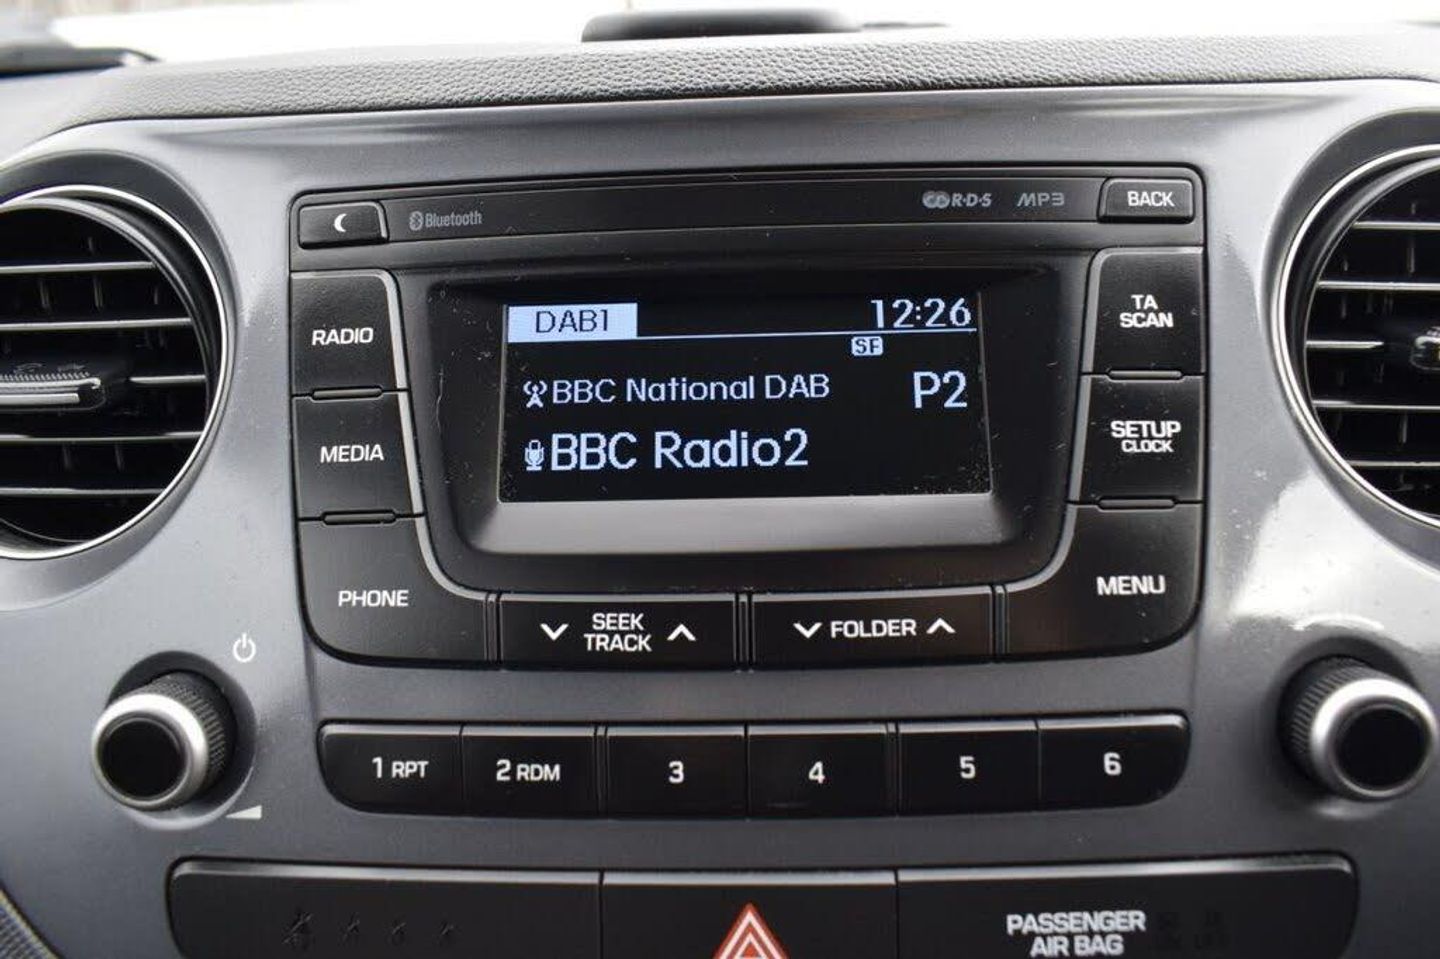 Bluetooth
R·D·S MP3 BACK
RADIO
MEDIA
PHONE
DAB1 12:26
SF
BBC National DAB P2
BBC Radio2
TA
SCAN
SETUP
CLOCK
MENU
SEEK
TRACK
FOLDER
1 RPT 2 RDM 3 4 5 6
PASSENGER
AIR BAG